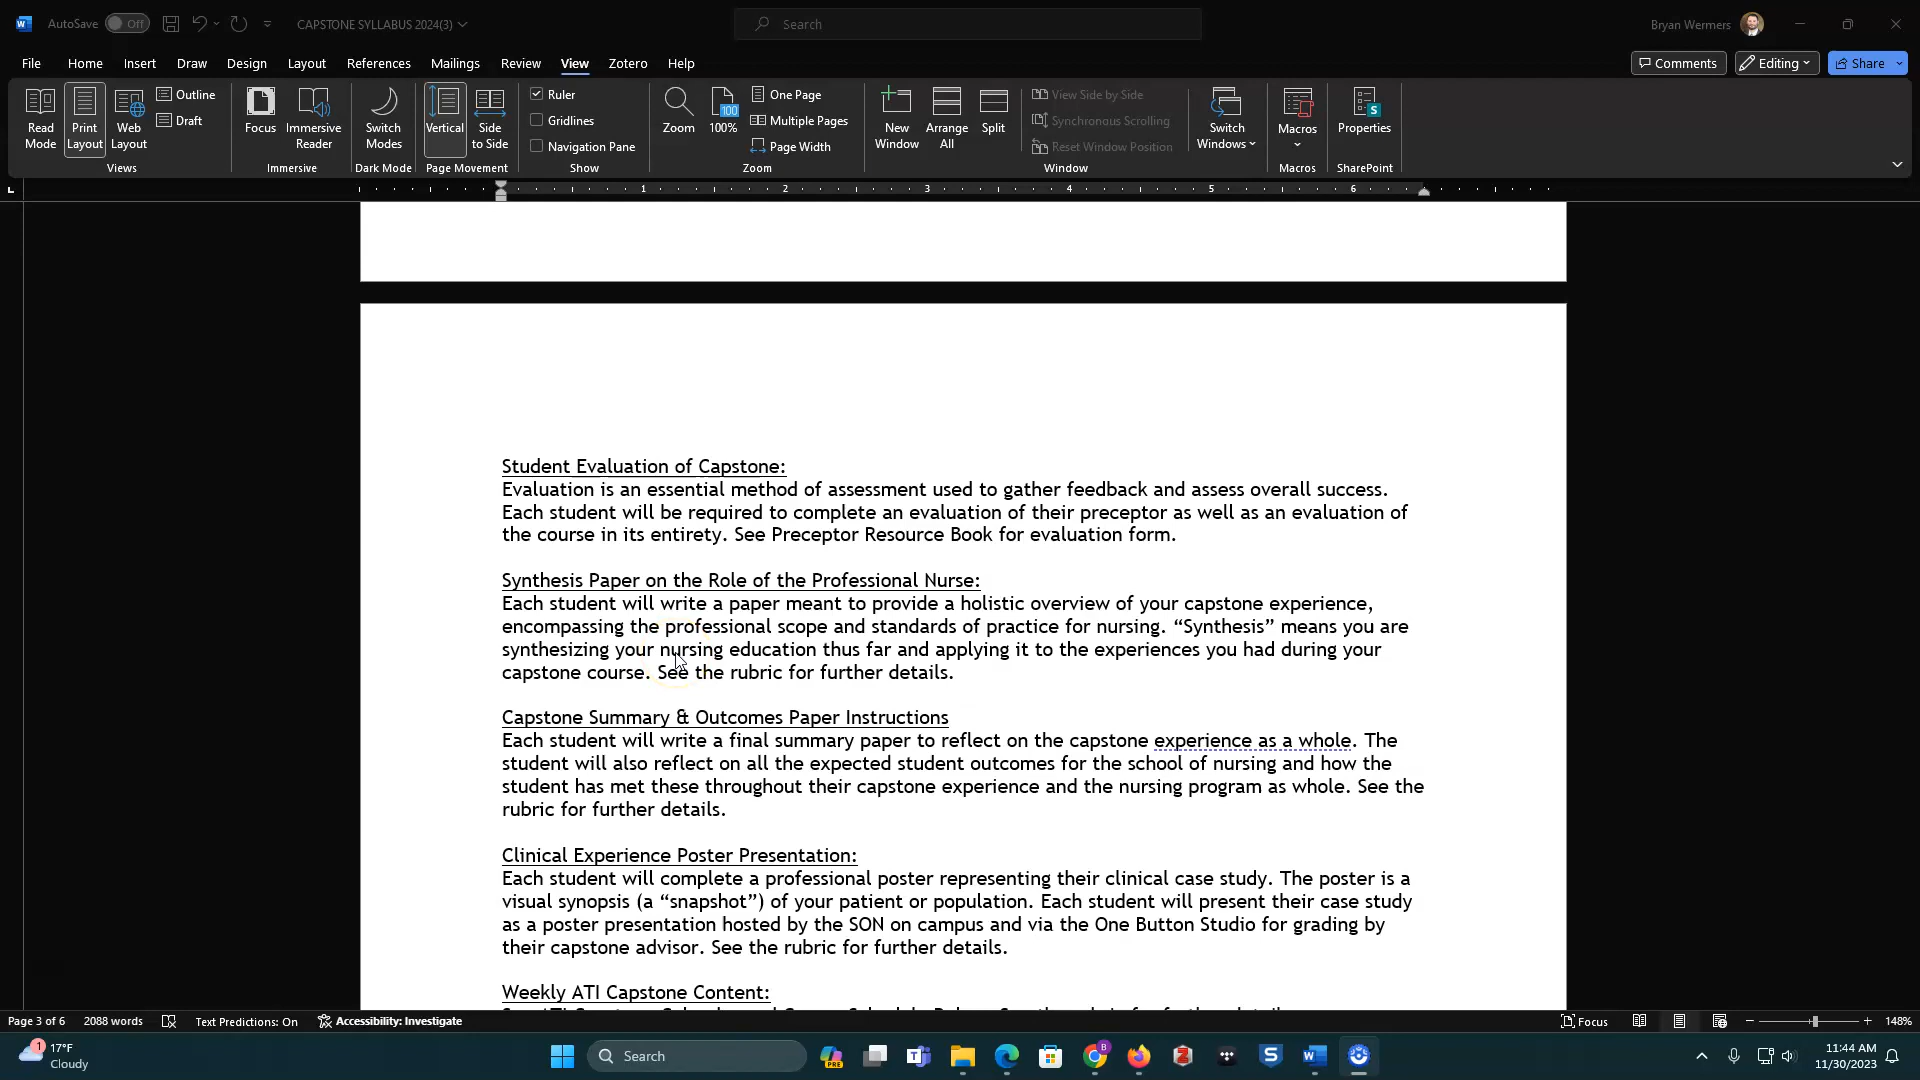 AutoSave Off CAPSTONE SYLLABUS 2024(3) Search Bryan Wermers
File Home Insert Draw Design Layout References Mailings Review View Zotero Help Comments Editing Share
Read Mode
Print Layout
Web Layout
Outline
Draft
Views
Focus
Immersive Reader
Immersive
Switch Modes
Dark Mode
Vertical
Side to Side
Page Movement
Ruler
Gridlines
Navigation Pane
Show
Zoom
100
100%
One Page
Multiple Pages
Page Width
Zoom
New Window
Arrange All
Split
View Side by Side
Synchronous Scrolling
Reset Window Position
Switch Windows
Window
Macros
Macros
Properties
SharePoint
1 2 3 4 5 6
Student Evaluation of Capstone:
Evaluation is an essential method of assessment used to gather feedback and assess overall success.
Each student will be required to complete an evaluation of their preceptor as well as an evaluation of
the course in its entirety. See Preceptor Resource Book for evaluation form.
Synthesis Paper on the Role of the Professional Nurse:
Each student will write a paper meant to provide a holistic overview of your capstone experience,
encompassing the professional scope and standards of practice for nursing. “Synthesis” means you are
synthesizing your nursing education thus far and applying it to the experiences you had during your
capstone course. See the rubric for further details.
Capstone Summary & Outcomes Paper Instructions
Each student will write a final summary paper to reflect on the capstone experience as a whole. The
student will also reflect on all the expected student outcomes for the school of nursing and how the
student has met these throughout their capstone experience and the nursing program as whole. See the
rubric for further details.
Clinical Experience Poster Presentation:
Each student will complete a professional poster representing their clinical case study. The poster is a
visual synopsis (a “snapshot”) of your patient or population. Each student will present their case study
as a poster presentation hosted by the SON on campus and via the One Button Studio for grading by
their capstone advisor. See the rubric for further details.
Weekly ATI Capstone Content:
Page 3 of 6 2088 words Text Predictions: On Accessibility: Investigate Focus 148%
1 17°F
Cloudy
Search
PRE
11:44 AM
11/30/2023